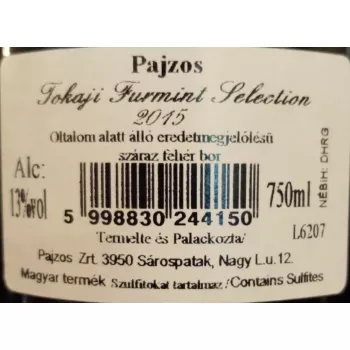 Pajzos
Tokaji Furmint Selection
2015
Oltalom alatt álló eredetmegjelölésű
száraz fehér bor
Alc:
13%vol
5 998830 244150
750ml
NÉBIH: DHRG
Termelte és Palackozta/
L6207
Pajzos Zrt. 3950 Sárospatak, Nagy L.u.12.
Magyar termék Szulfitokat tartalmaz /Contains Sulfites